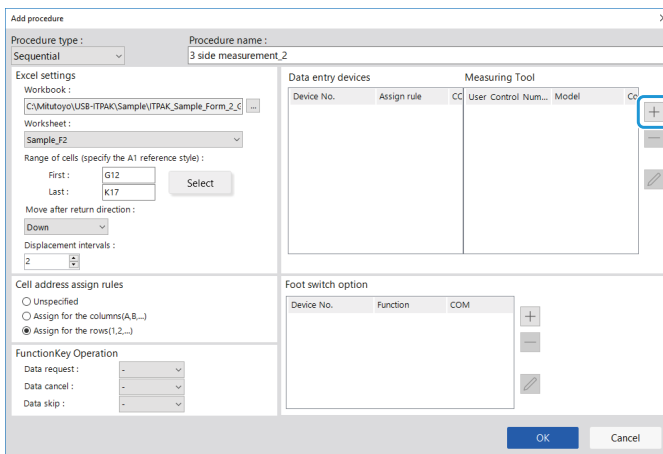 Add procedure
Procedure type :
Procedure name :
Sequential
3 side measurement_2
Excel settings
Workbook :
C:\Mitutoyo\USB-ITPAK\Sample\ITPAK_Sample_Form_2_G
...
Worksheet :
Sample_F2
Range of cells (specify the A1 reference style) :
First :
G12
Last :
K17
Select
Move after return direction :
Down
Displacement intervals :
2
Cell address assign rules
Unspecified
Assign for the columns(A,B,...)
Assign for the rows(1,2,...)
FunctionKey Operation
Data request :
-
Data cancel :
-
Data skip :
-
Data entry devices
Measuring Tool
Device No. Assign rule CO User Control Num... Model Co
Foot switch option
Device No. Function COM
OK
Cancel